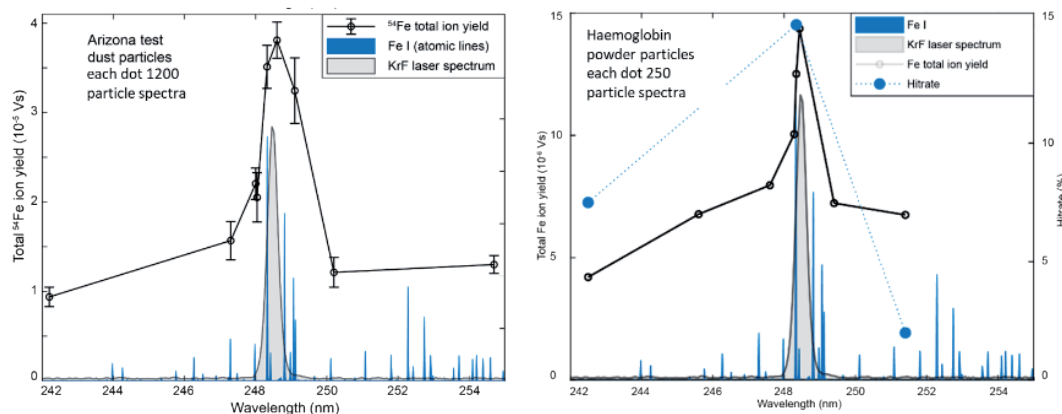 4
3
2
1
0
Total ⁵⁴Fe ion yield (10⁻⁵ Vs)
Arizona test
dust particles
each dot 1200
particle spectra
⁵⁴Fe total ion yield
Fe I (atomic lines)
KrF laser spectrum
242
244
246
248
250
252
255
Wavelength (nm)
15
10
5
0
Total Fe ion yield (10⁻⁶ Vs)
Haemoglobin
powder particles
each dot 250
particle spectra
Fe I
KrF laser spectrum
Fe total ion yield
Hitrate
15
10
5
0
Hitrate (%)
242
244
246
248
250
252
255
Wavelength (nm)